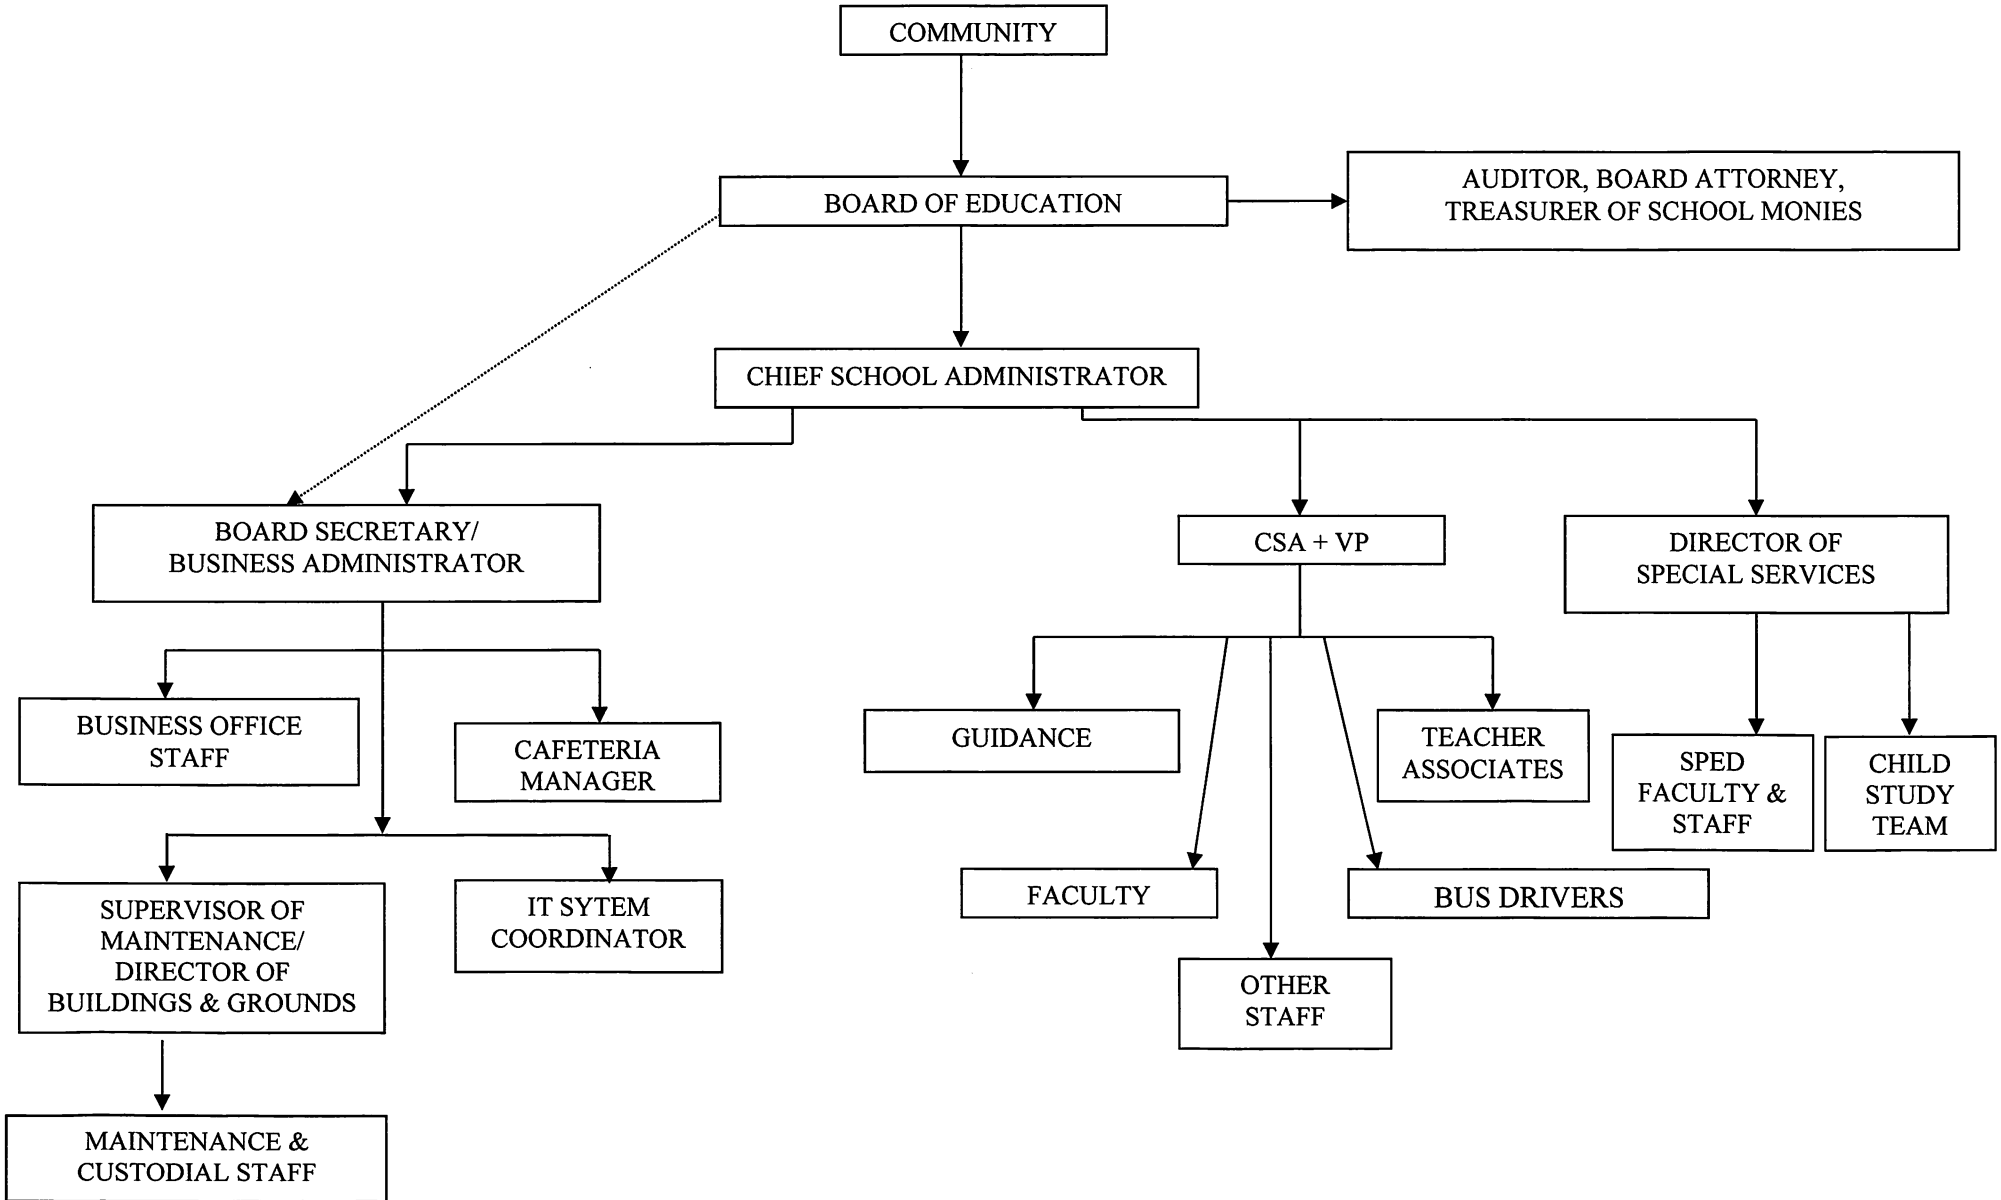 COMMUNITY
BOARD OF EDUCATION
AUDITOR, BOARD ATTORNEY,
TREASURER OF SCHOOL MONIES
CHIEF SCHOOL ADMINISTRATOR
BOARD SECRETARY/
BUSINESS ADMINISTRATOR
CSA + VP
DIRECTOR OF
SPECIAL SERVICES
BUSINESS OFFICE
STAFF
CAFETERIA
MANAGER
GUIDANCE
TEACHER
ASSOCIATES
SPED
FACULTY &
STAFF
CHILD
STUDY
TEAM
SUPERVISOR OF
MAINTENANCE/
DIRECTOR OF
BUILDINGS & GROUNDS
IT SYTEM
COORDINATOR
FACULTY
BUS DRIVERS
OTHER
STAFF
MAINTENANCE &
CUSTODIAL STAFF